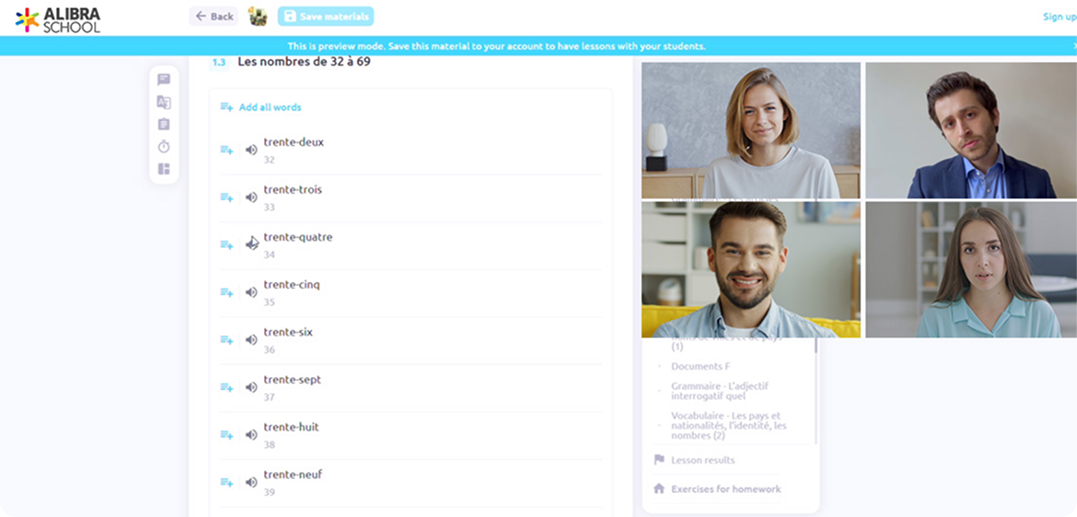 ALIBRA
SCHOOL
Back
Save materials
Sign up
This is preview mode. Save this material to your account to have lessons with your students.
1.3 Les nombres de 32 à 69
Add all words
trente-deux
32
trente-trois
33
trente-quatre
34
trente-cinq
35
trente-six
36
trente-sept
37
trente-huit
38
trente-neuf
39
(1)
Documents F
Grammaire - L'adjectif
interrogatif quel
Vocabulaire - Les pays et
nationalités, l'identité, les
nombres (2)
Lesson results
Exercises for homework